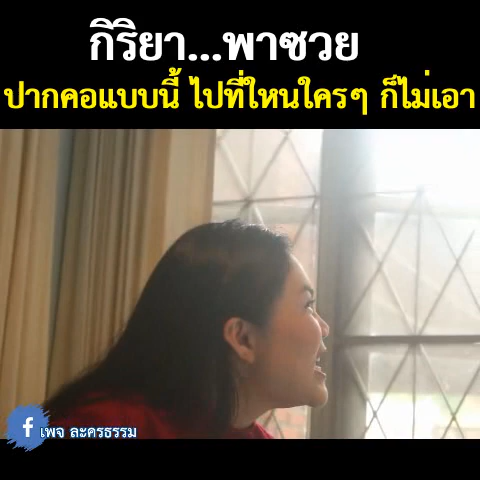 กิริยา...พาซวย
ปากคอแบบนี้ ไปที่ใหนใครๆ ก็ไม่เอา
f เพจ ละครธรรม